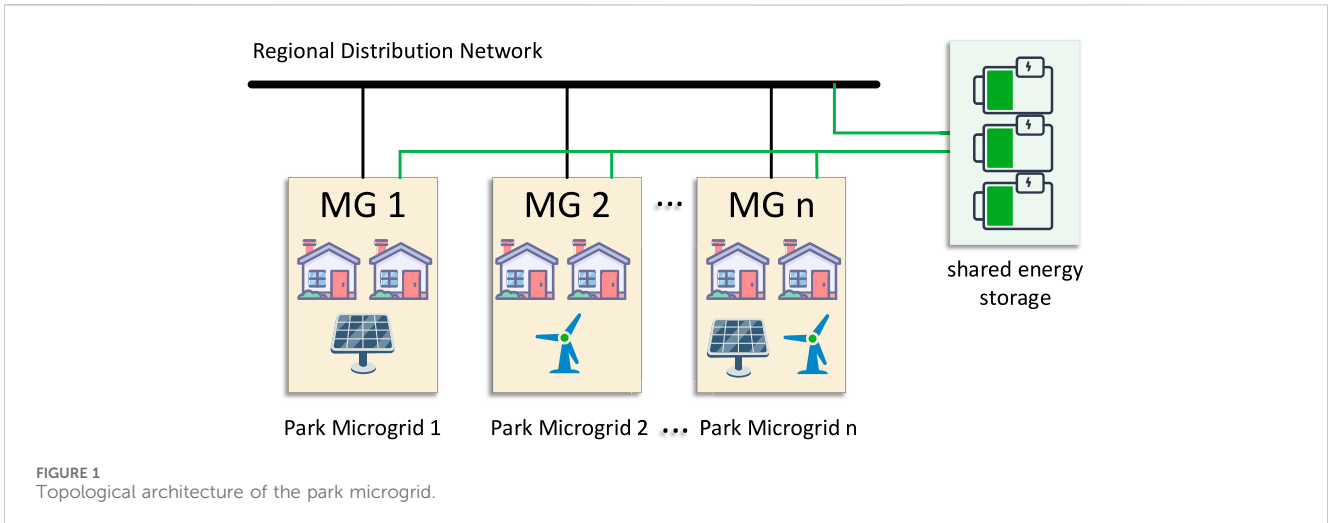 Regional Distribution Network
MG 1
MG 2
...
MG n
shared energy
storage
Park Microgrid 1
Park Microgrid 2 ... Park Microgrid n
FIGURE 1
Topological architecture of the park microgrid.